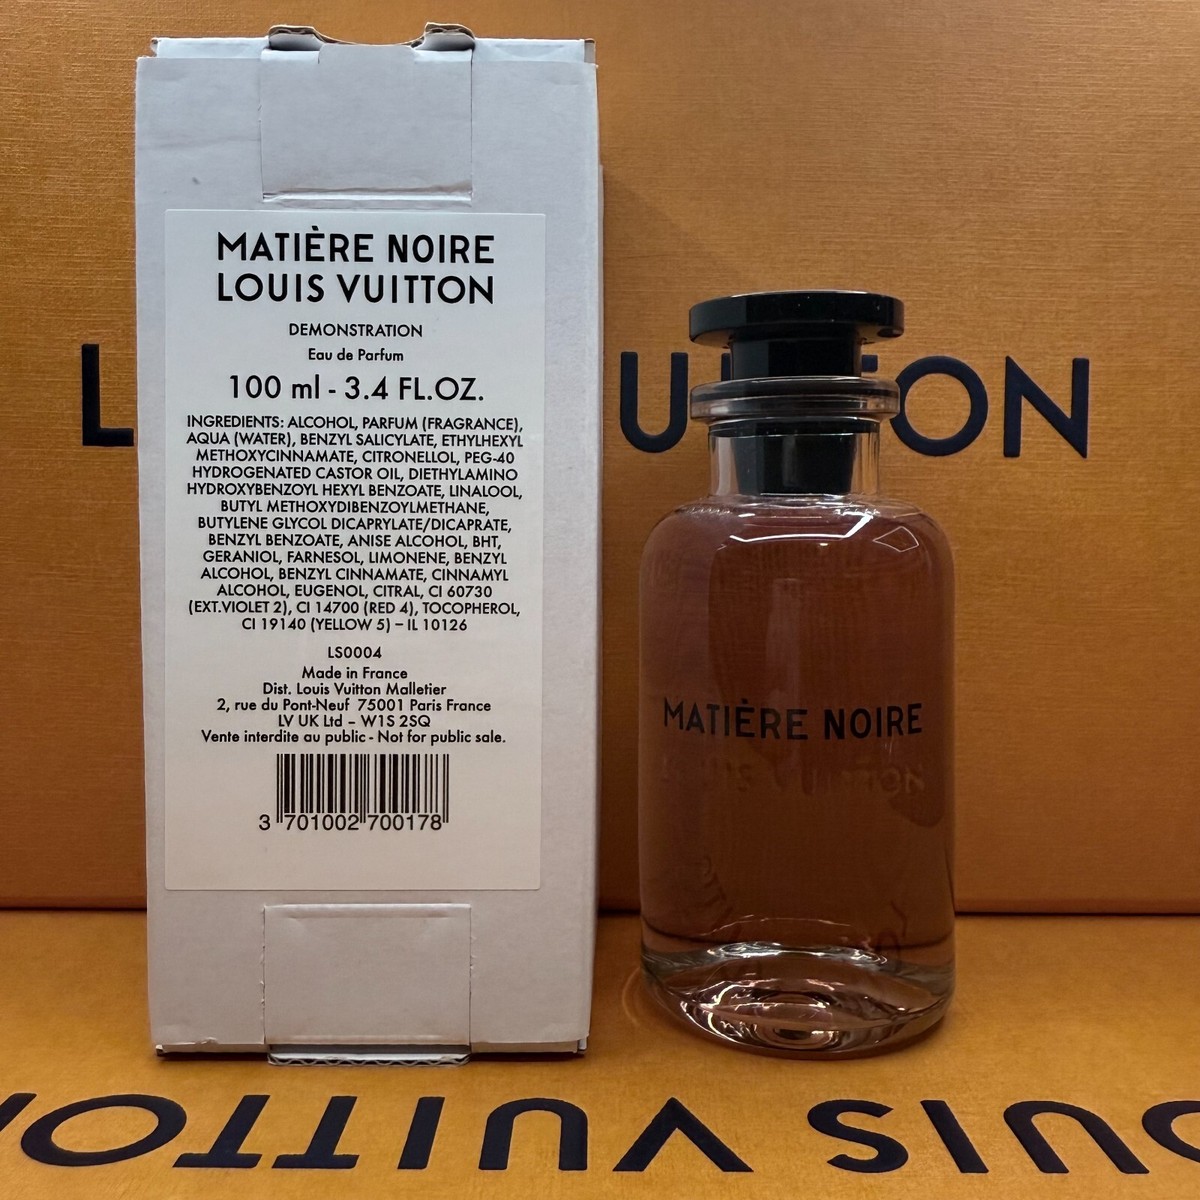 MATIÈRE NOIRE
LOUIS VUITTON
DEMONSTRATION
Eau de Parfum
100 ml - 3.4 FL.OZ.
INGREDIENTS: ALCOHOL, PARFUM (FRAGRANCE),
AQUA (WATER), BENZYL SALICYLATE, ETHYLHEXYL
METHOXYCINNAMATE, CITRONELLOL, PEG-40
HYDROGENATED CASTOR OIL, DIETHYLAMINO
HYDROXYBENZOYL HEXYL BENZOATE, LINALOOL,
BUTYL METHOXYDIBENZOYLMETHANE,
BUTYLENE GLYCOL DICAPRYLATE/DICAPRATE,
BENZYL BENZOATE, ANISE ALCOHOL, BHT,
GERANIOL, FARNESOL, LIMONENE, BENZYL
ALCOHOL, BENZYL CINNAMATE, CINNAMYL
ALCOHOL, EUGENOL, CITRAL, CI 60730
(EXT.VIOLET 2), CI 14700 (RED 4), TOCOPHEROL,
CI 19140 (YELLOW 5) – IL 10126
LS0004
Made in France
Dist. Louis Vuitton Malletier
2, rue du Pont-Neuf 75001 Paris France
LV UK Ltd – W1S 2SQ
Vente interdite au public - Not for public sale.
3 701002 700178
L UITTON
MATIÈRE NOIRE
LOUIS VUITTON
OUIS VUITTON